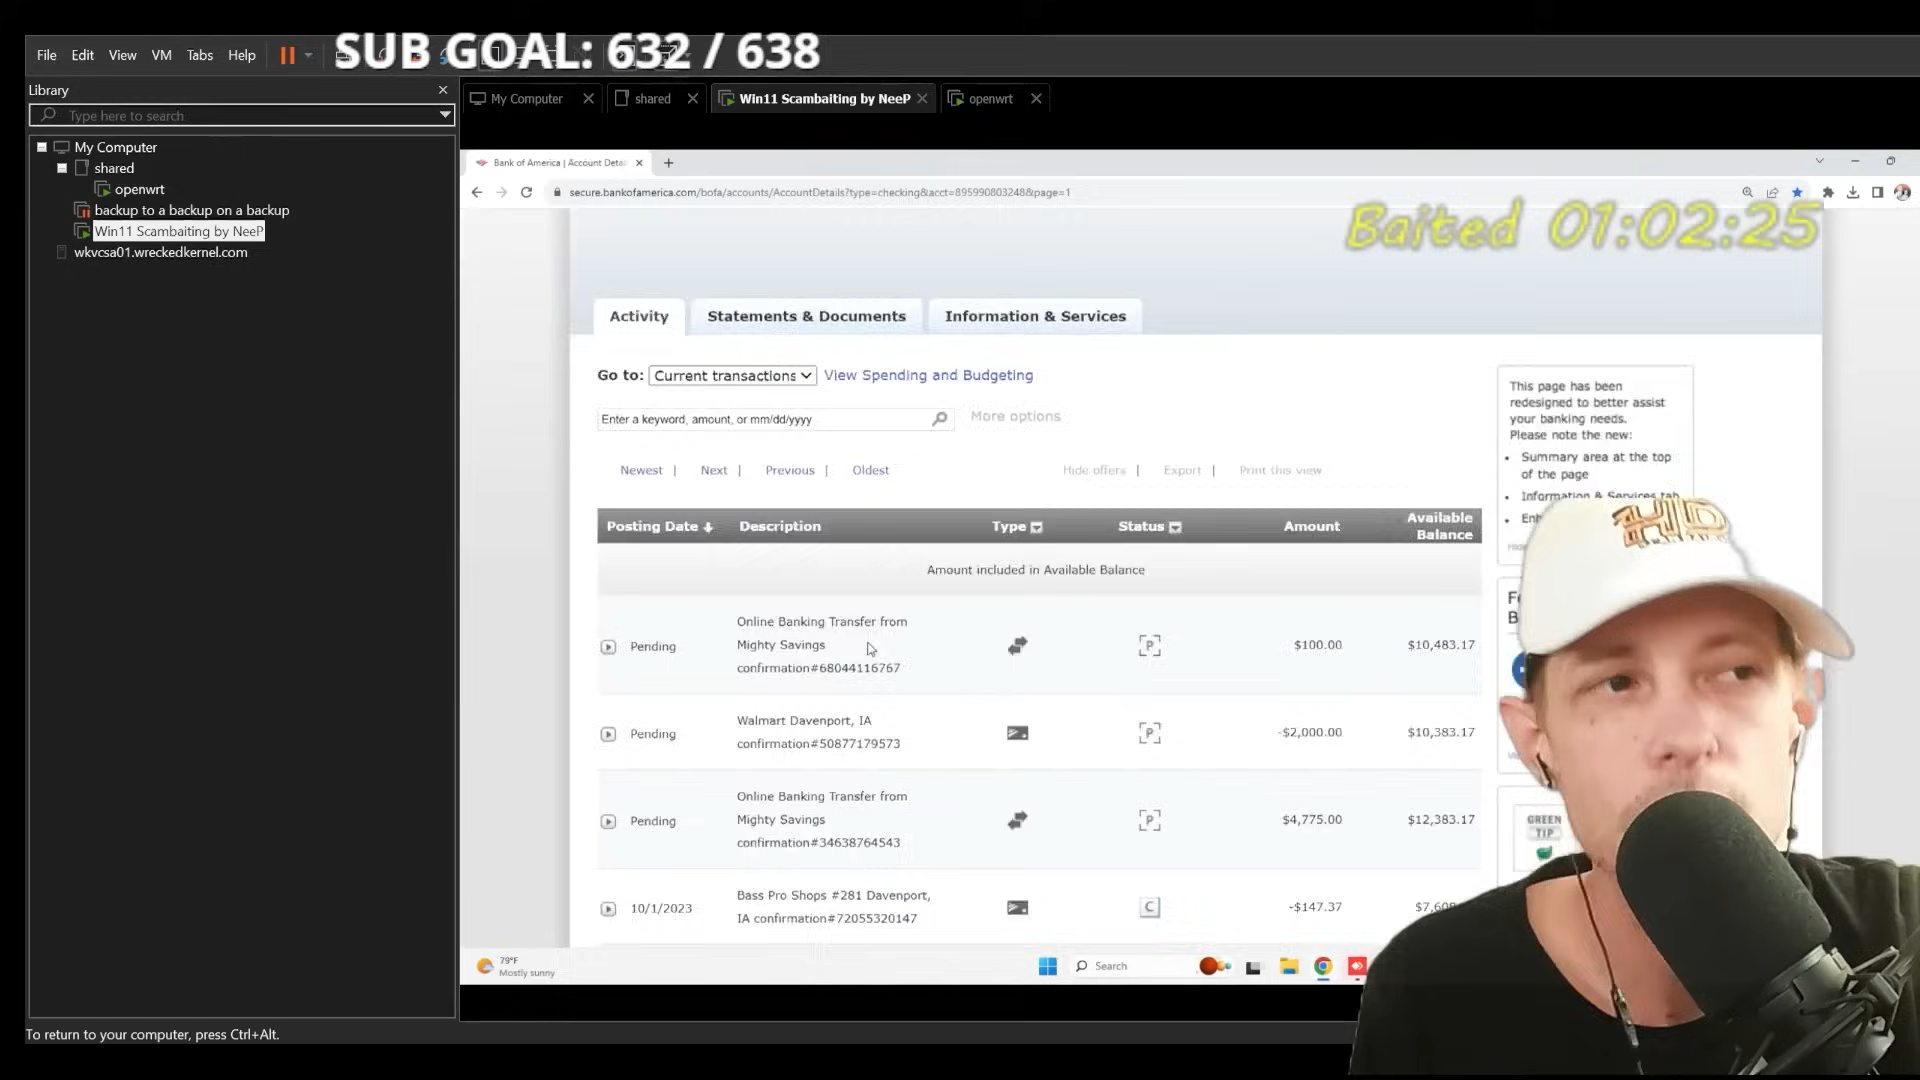 SUB GOAL: 632 / 638
File Edit View VM Tabs Help
Library
Type here to search
My Computer
shared
openwrt
backup to a backup on a backup
Win11 Scambaiting by NeeP
wkvcsa01.wreckedkernel.com
My Computer shared Win11 Scambaiting by NeeP openwrt
Bank of America | Account Detai
secure.bankofamerica.com/bofa/accounts/AccountDetails?type=checking&acct=895990803248&page=1
Baited 01:02:25
Activity Statements & Documents Information & Services
Go to: Current transactions View Spending and Budgeting
Enter a keyword, amount, or mm/dd/yyyy More options
Newest | Next | Previous | Oldest Hide offers | Export | Print this view
Posting Date Description Type Status Amount Available Balance
Amount included in Available Balance
Pending Online Banking Transfer from P $100.00 $10,483.17
Mighty Savings
confirmation#68044116767
Pending Walmart Davenport, IA P -$2,000.00 $10,383.17
confirmation#50877179573
Pending Online Banking Transfer from P $4,775.00 $12,383.17
Mighty Savings
confirmation#34638764543
10/1/2023 Bass Pro Shops #281 Davenport, C -$147.37
IA confirmation#72055320147
This page has been
redesigned to better assist
your banking needs.
Please note the new:
Summary area at the top
of the page
Information & Services tab
GREEN
TIP
79°F
Mostly sunny
Search
To return to your computer, press Ctrl+Alt.